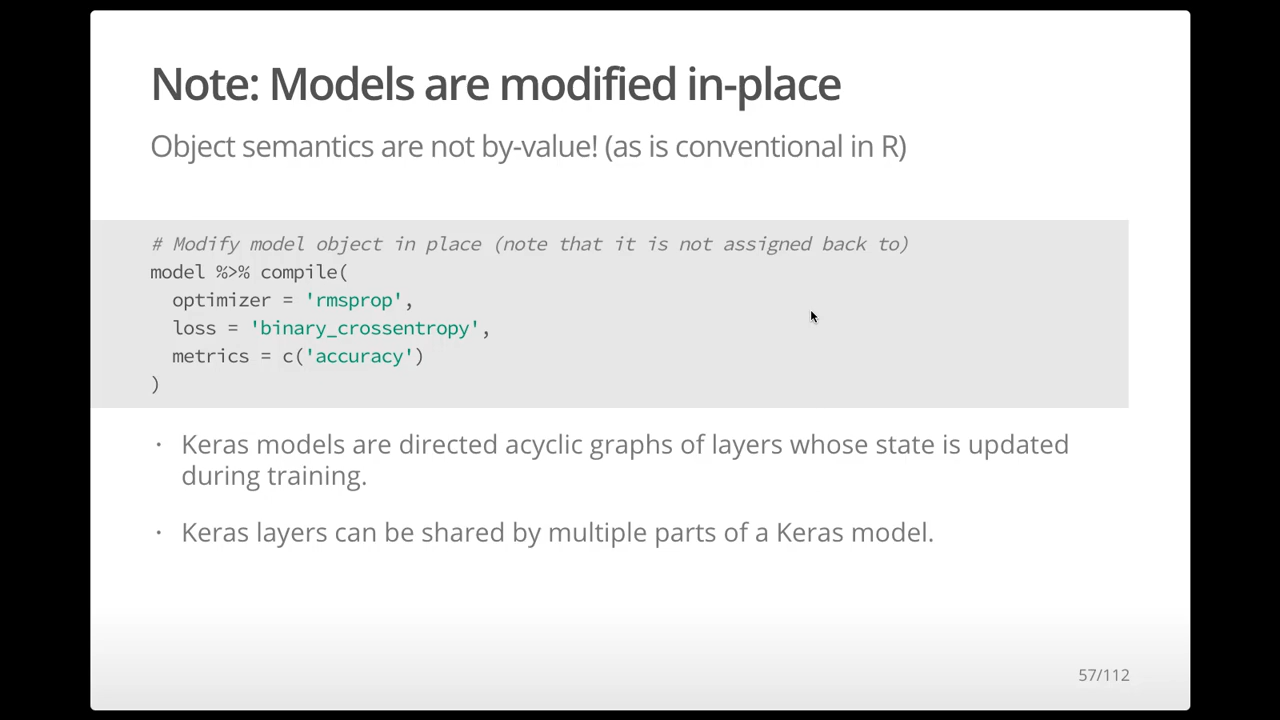 Note: Models are modified in-place
Object semantics are not by-value! (as is conventional in R)
# Modify model object in place (note that it is not assigned back to)
model %>% compile(
  optimizer = 'rmsprop',
  loss = 'binary_crossentropy',
  metrics = c('accuracy')
)
· Keras models are directed acyclic graphs of layers whose state is updated
during training.
· Keras layers can be shared by multiple parts of a Keras model.
57/112